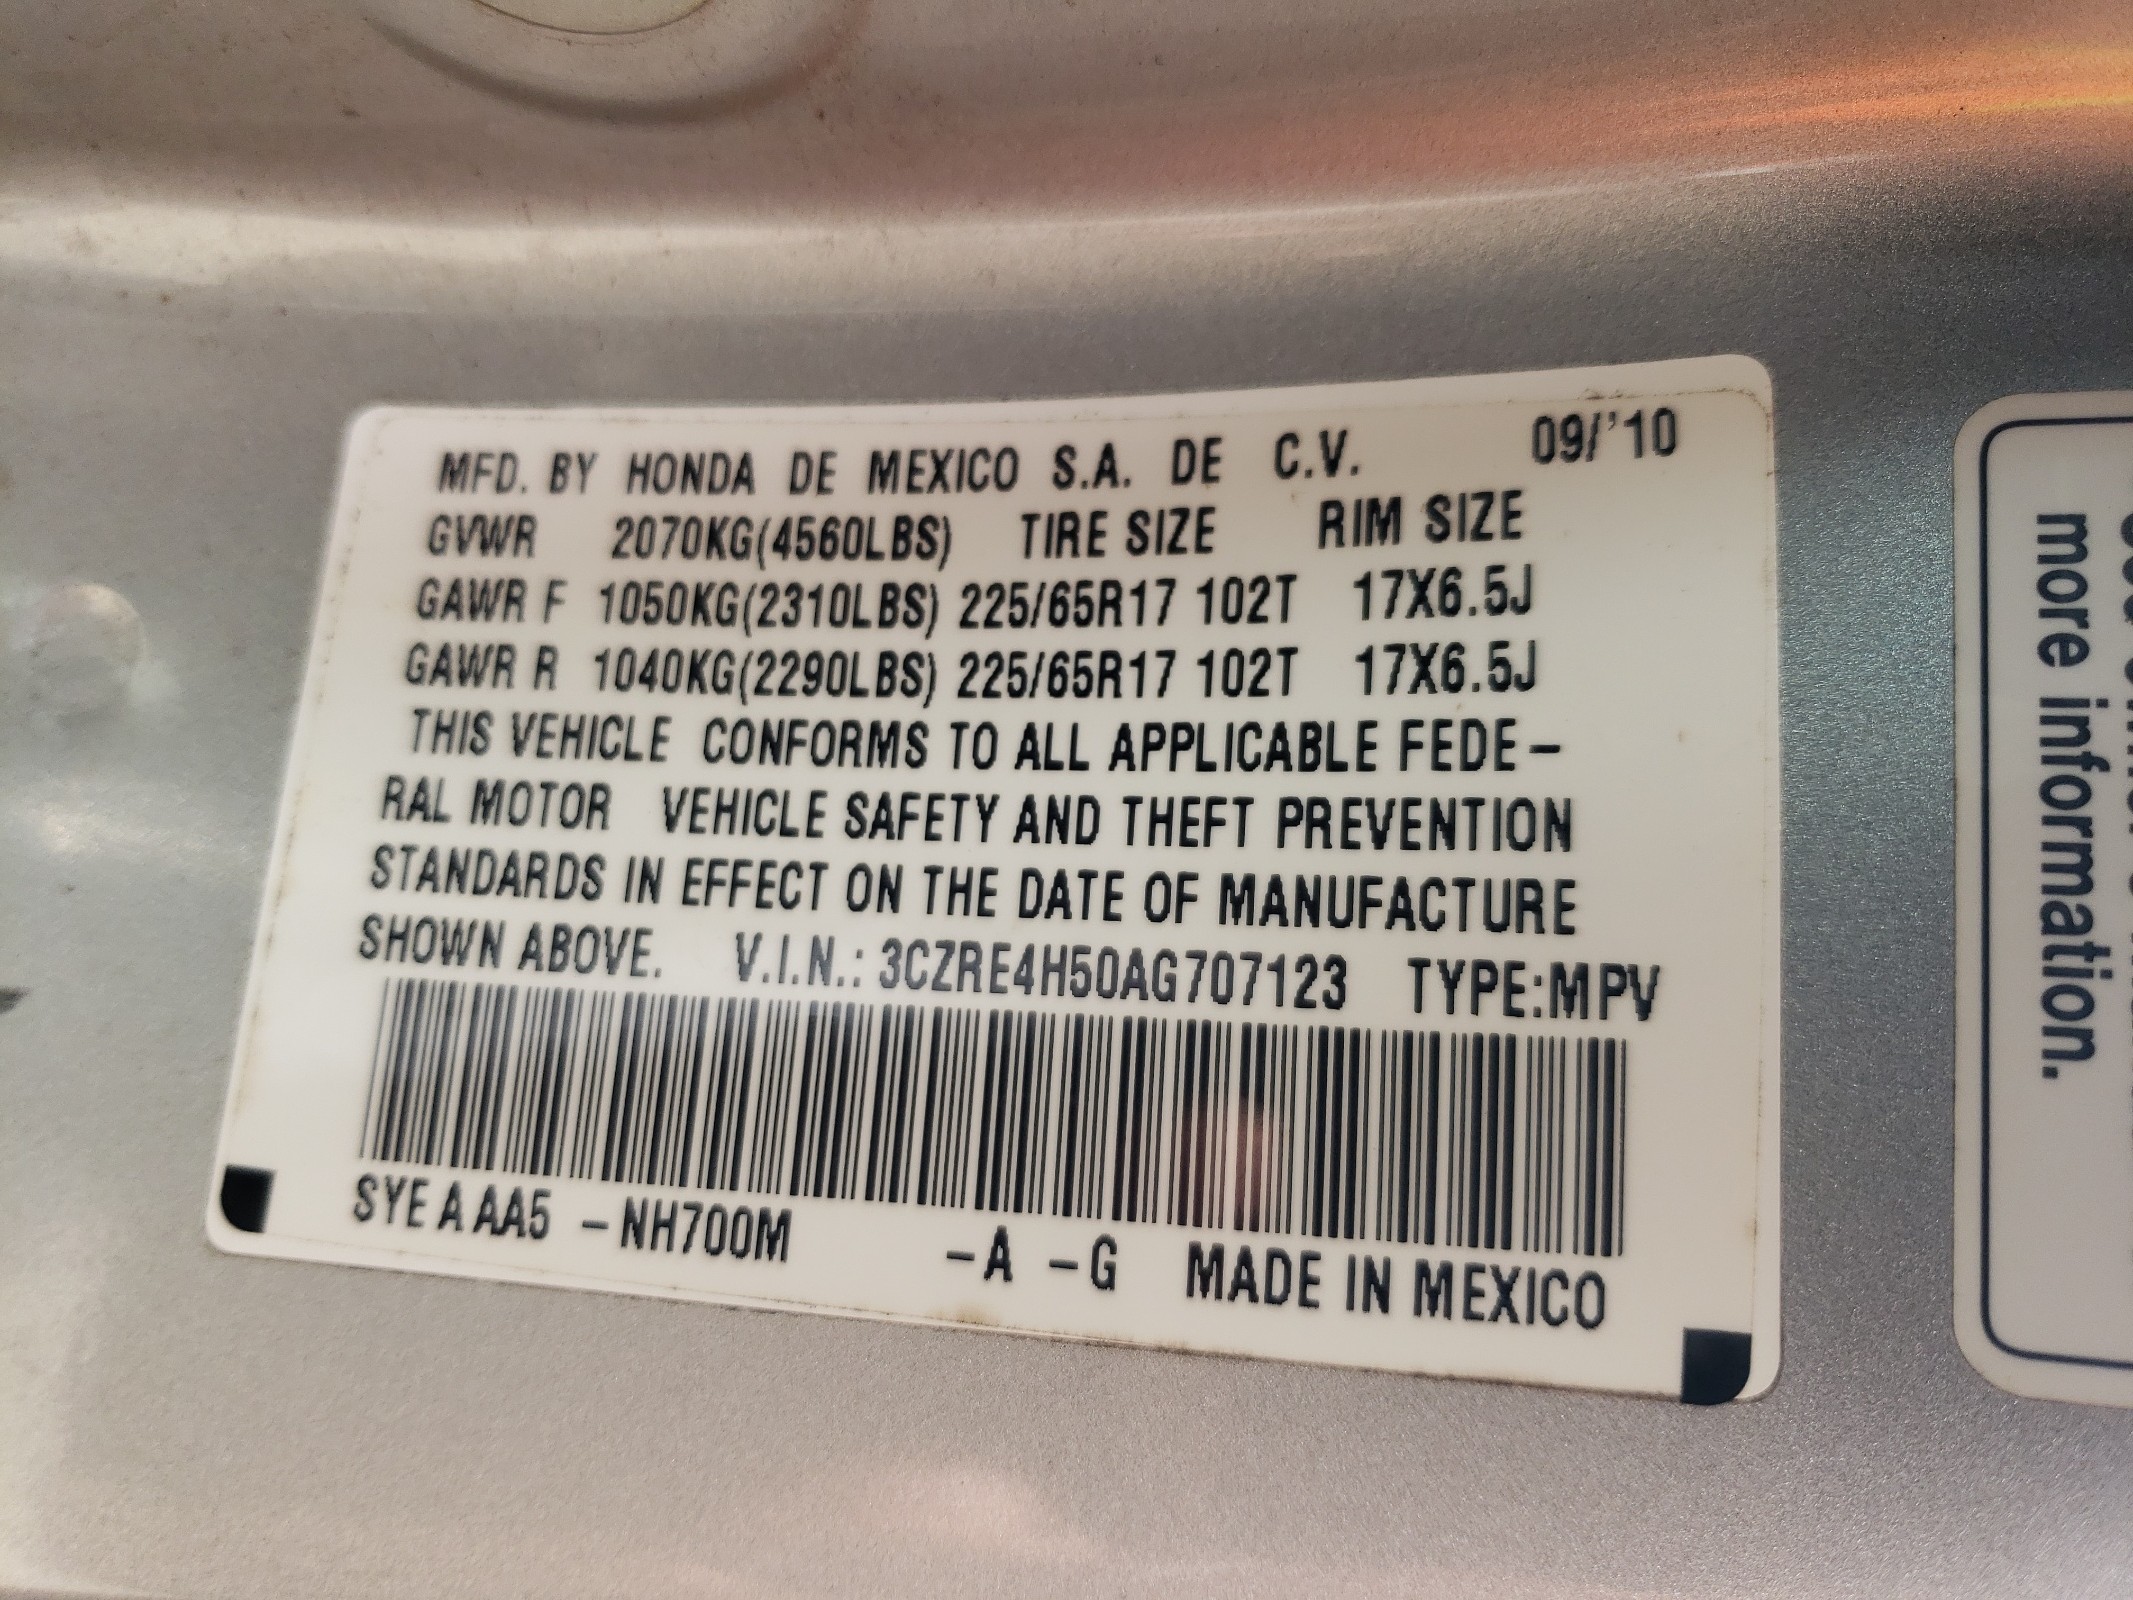 MFD. BY HONDA DE MEXICO S.A. DE C.V. 09/'10
GVWR 2070KG(4560LBS) TIRE SIZE RIM SIZE
GAWR F 1050KG(2310LBS) 225/65R17 102T 17X6.5J
GAWR R 1040KG(2290LBS) 225/65R17 102T 17X6.5J
THIS VEHICLE CONFORMS TO ALL APPLICABLE FEDE-
RAL MOTOR VEHICLE SAFETY AND THEFT PREVENTION
STANDARDS IN EFFECT ON THE DATE OF MANUFACTURE
SHOWN ABOVE. V.I.N.: 3CZRE4H50AG707123 TYPE:MPV
SYE A AA5 -NH700M -A -G MADE IN MEXICO
more information.